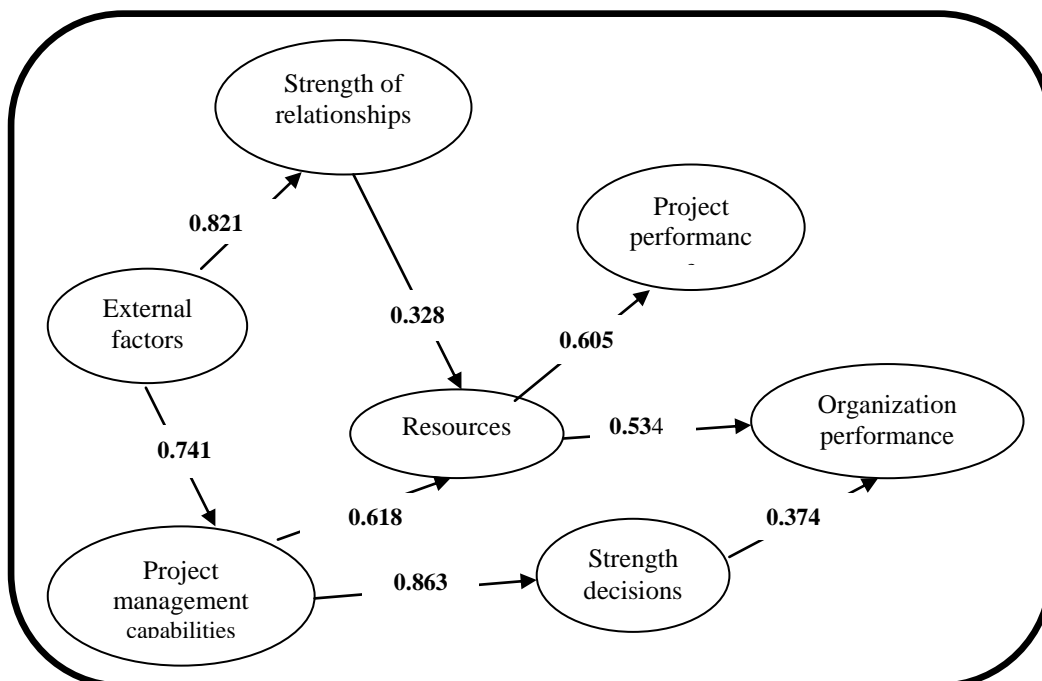 Strength of
relationships
0.821
Project
performanc
External
factors
0.328
0.605
Resources
0.534
Organization
performance
0.741
0.618
0.374
Project
management
capabilities
0.863
Strength
decisions